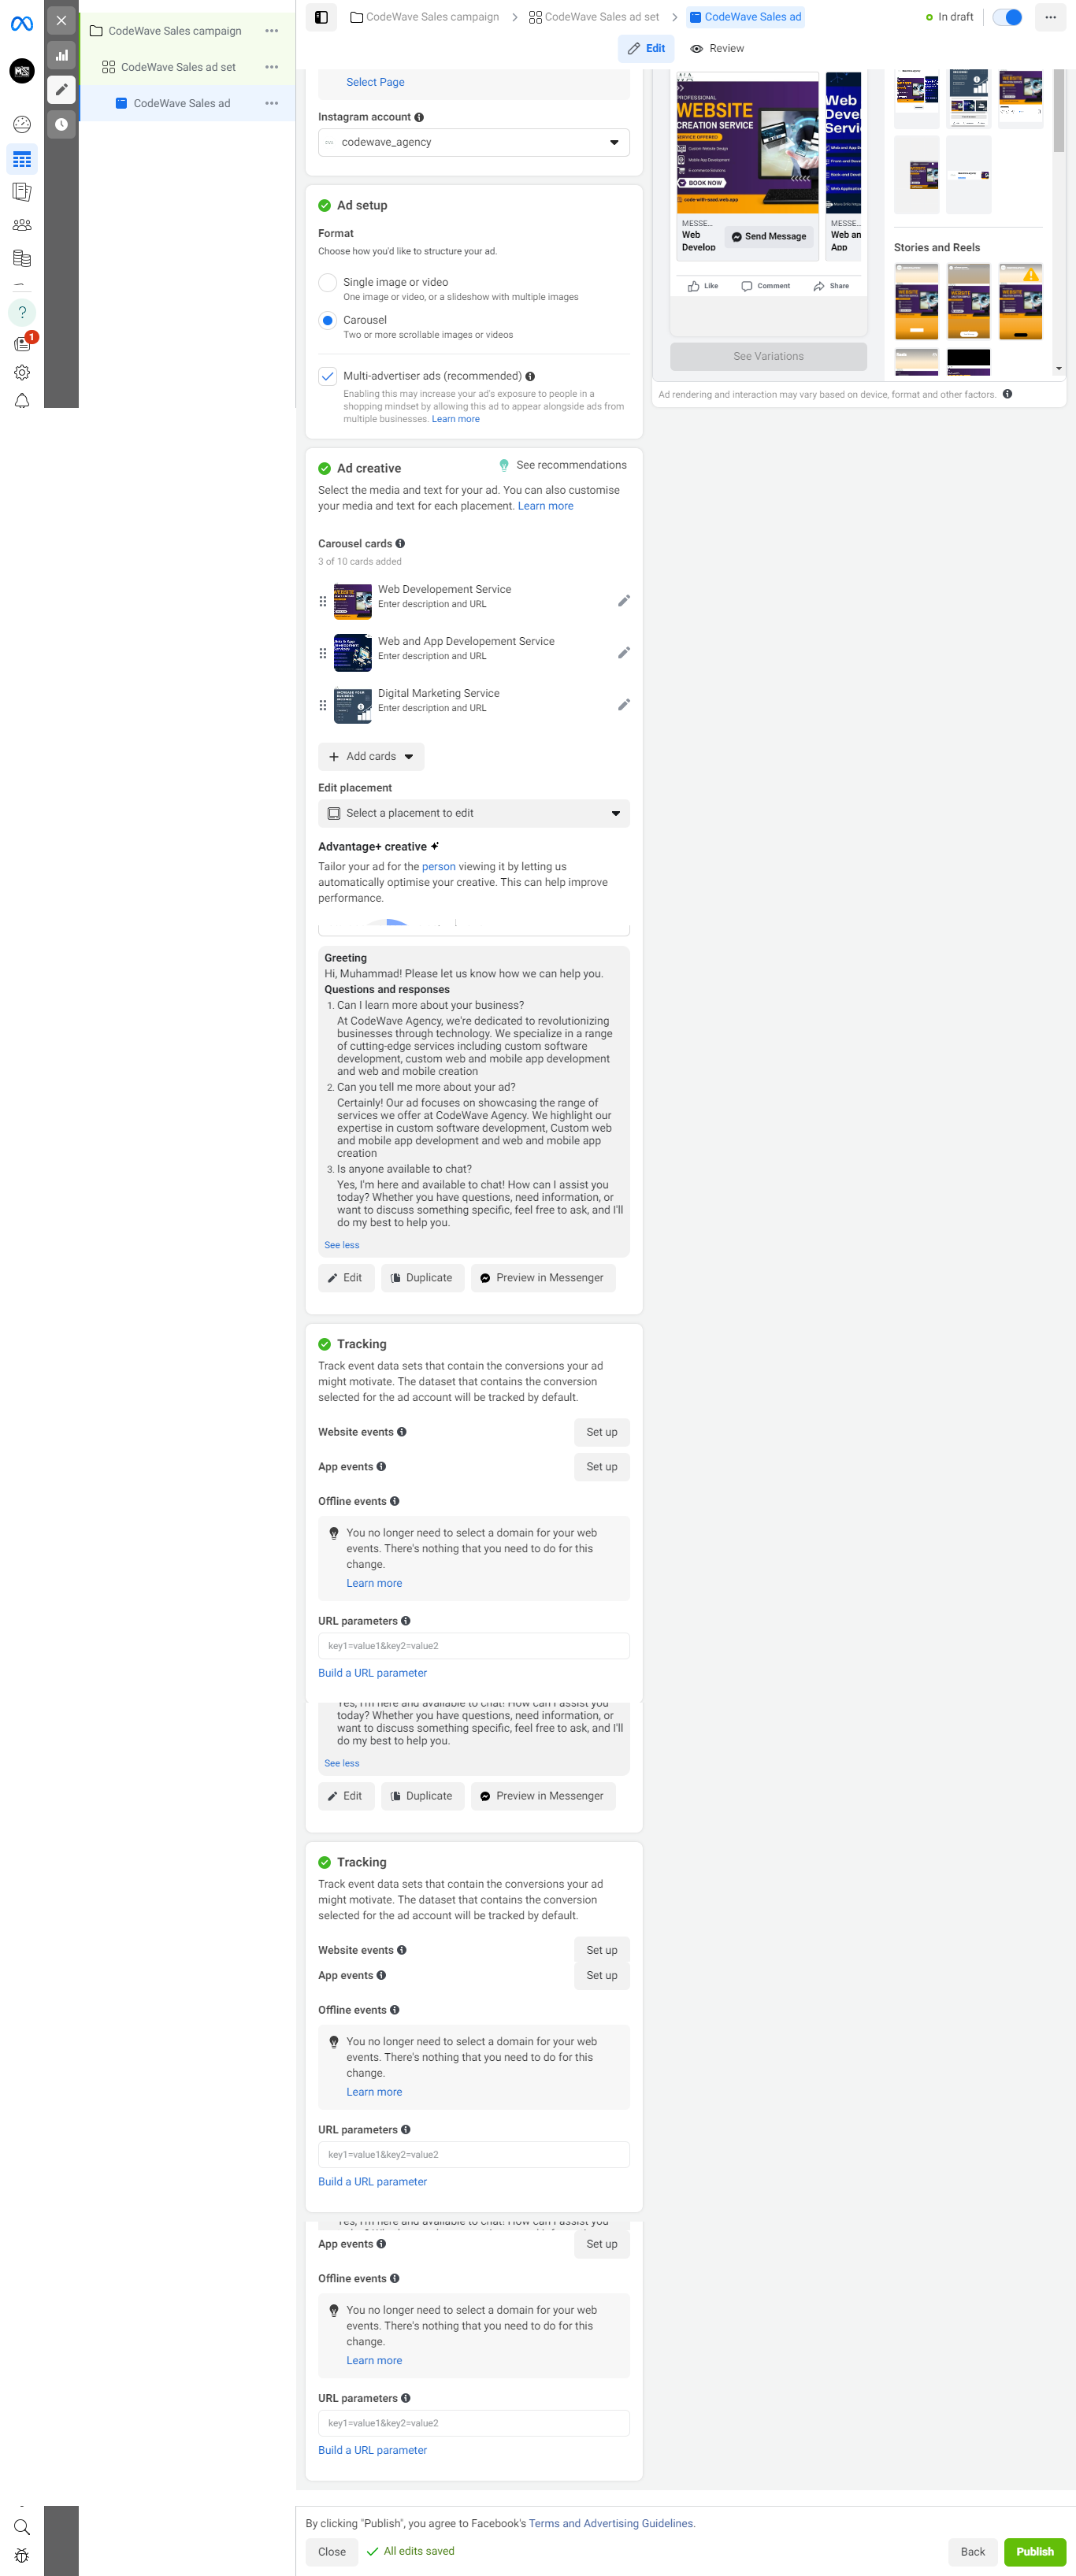 CodeWave Sales campaign
CodeWave Sales ad set
CodeWave Sales ad
CodeWave Sales campaign
CodeWave Sales ad set
CodeWave Sales ad
In draft
Edit
Review
?
1
Select Page
Instagram account
codewave_agency
Ad setup
Format
Choose how you'd like to structure your ad.
Single image or video
One image or video, or a slideshow with multiple images
Carousel
Two or more scrollable images or videos
Multi-advertiser ads (recommended)
Enabling this may increase your ad's exposure to people in a
shopping mindset by allowing this ad to appear alongside ads from
multiple businesses. Learn more
PROFESSIONAL
WEBSITE
CREATION SERVICE
SERVICE OFFERED
Custom Website Design
Mobile App Development
E-commerce Solutions
BOOK NOW
MESSE...
Web
Develop
Send Message
MESSE...
Web an
App
Like
Comment
Share
See Variations
Stories and Reels
Ad rendering and interaction may vary based on device, format and other factors.
Ad creative
See recommendations
Select the media and text for your ad. You can also customise
your media and text for each placement. Learn more
Carousel cards
3 of 10 cards added
Web Developement Service
Enter description and URL
Web and App Developement Service
Enter description and URL
Digital Marketing Service
Enter description and URL
Add cards
Edit placement
Select a placement to edit
Advantage+ creative
Tailor your ad for the person viewing it by letting us
automatically optimise your creative. This can help improve
performance.
Greeting
Hi, Muhammad! Please let us know how we can help you.
Questions and responses
1. Can I learn more about your business?
At CodeWave Agency, we're dedicated to revolutionizing
businesses through technology. We specialize in a range
of cutting-edge services including custom software
development, custom web and mobile app development
and web and mobile creation
2. Can you tell me more about your ad?
Certainly! Our ad focuses on showcasing the range of
services we offer at CodeWave Agency. We highlight our
expertise in custom software development, Custom web
and mobile app development and web and mobile app
creation
3. Is anyone available to chat?
Yes, I'm here and available to chat! How can I assist you
today? Whether you have questions, need information, or
want to discuss something specific, feel free to ask, and I'll
do my best to help you.
See less
Edit
Duplicate
Preview in Messenger
Tracking
Track event data sets that contain the conversions your ad
might motivate. The dataset that contains the conversion
selected for the ad account will be tracked by default.
Website events
Set up
App events
Set up
Offline events
You no longer need to select a domain for your web
events. There's nothing that you need to do for this
change.
Learn more
URL parameters
key1=value1&key2=value2
Build a URL parameter
Yes, I'm here and available to chat! How can I assist you
today? Whether you have questions, need information, or
want to discuss something specific, feel free to ask, and I'll
do my best to help you.
See less
Edit
Duplicate
Preview in Messenger
Tracking
Track event data sets that contain the conversions your ad
might motivate. The dataset that contains the conversion
selected for the ad account will be tracked by default.
Website events
Set up
App events
Set up
Offline events
You no longer need to select a domain for your web
events. There's nothing that you need to do for this
change.
Learn more
URL parameters
key1=value1&key2=value2
Build a URL parameter
Yes, I'm here and available to chat! How can I assist you
App events
Set up
Offline events
You no longer need to select a domain for your web
events. There's nothing that you need to do for this
change.
Learn more
URL parameters
key1=value1&key2=value2
Build a URL parameter
By clicking "Publish", you agree to Facebook's Terms and Advertising Guidelines.
Close
All edits saved
Back
Publish